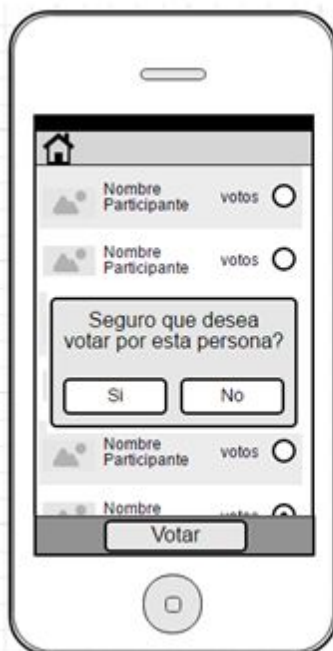 Nombre
Participante
votos
Nombre
Participante
votos
Seguro que desea
votar por esta persona?
Si
No
Nombre
Participante
votos
Nombre
votos
Votar